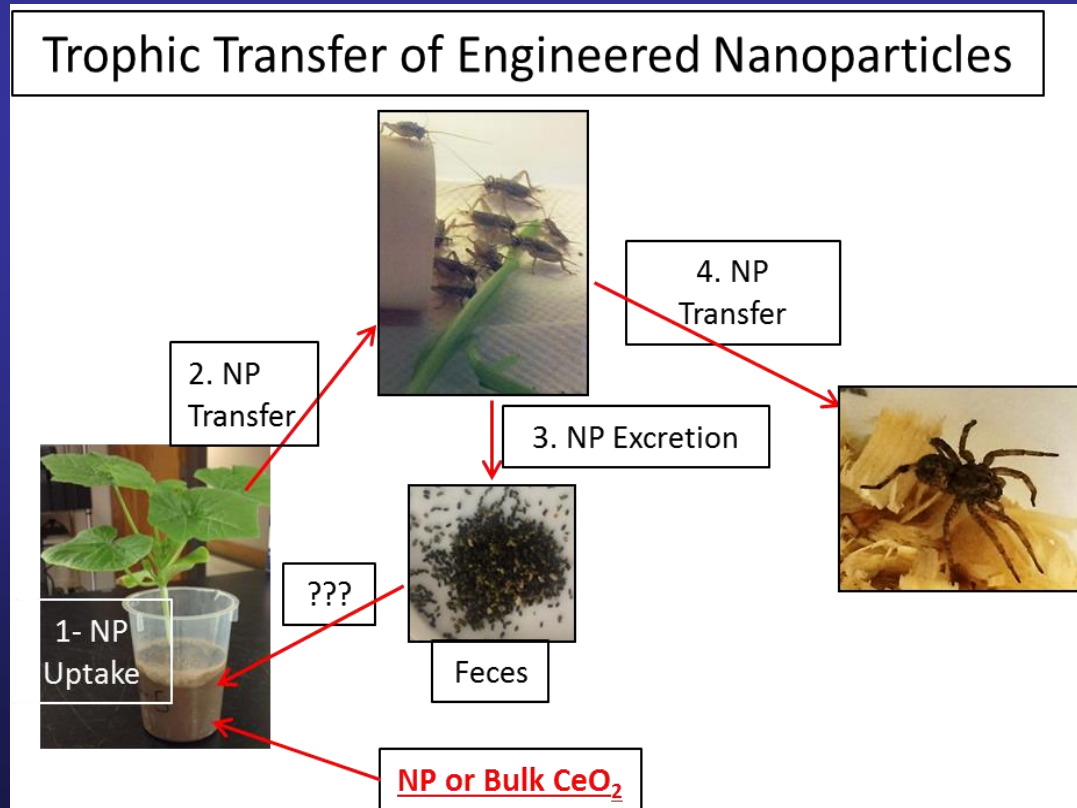 Trophic Transfer of Engineered Nanoparticles
4. NP
Transfer
2. NP
Transfer
3. NP Excretion
???
1- NP
Uptake
Feces
NP or Bulk CeO₂